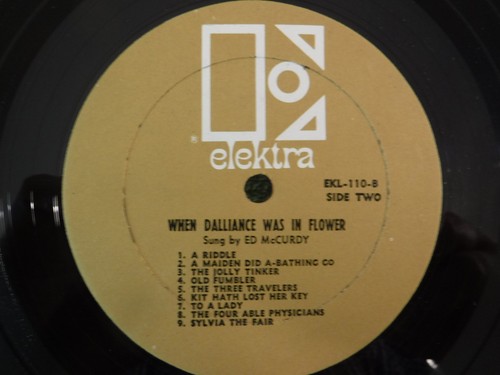 elektra
EKL-110-B
SIDE TWO
WHEN DALLIANCE WAS IN FLOWER
Sung by ED McCURDY
1. A RIDDLE
2. A MAIDEN DID A-BATHING GO
3. THE JOLLY TINKER
4. OLD FUMBLER
5. THE THREE TRAVELERS
6. KIT HATH LOST HER KEY
7. TO A LADY
8. THE FOUR ABLE PHYSICIANS
9. SYLVIA THE FAIR